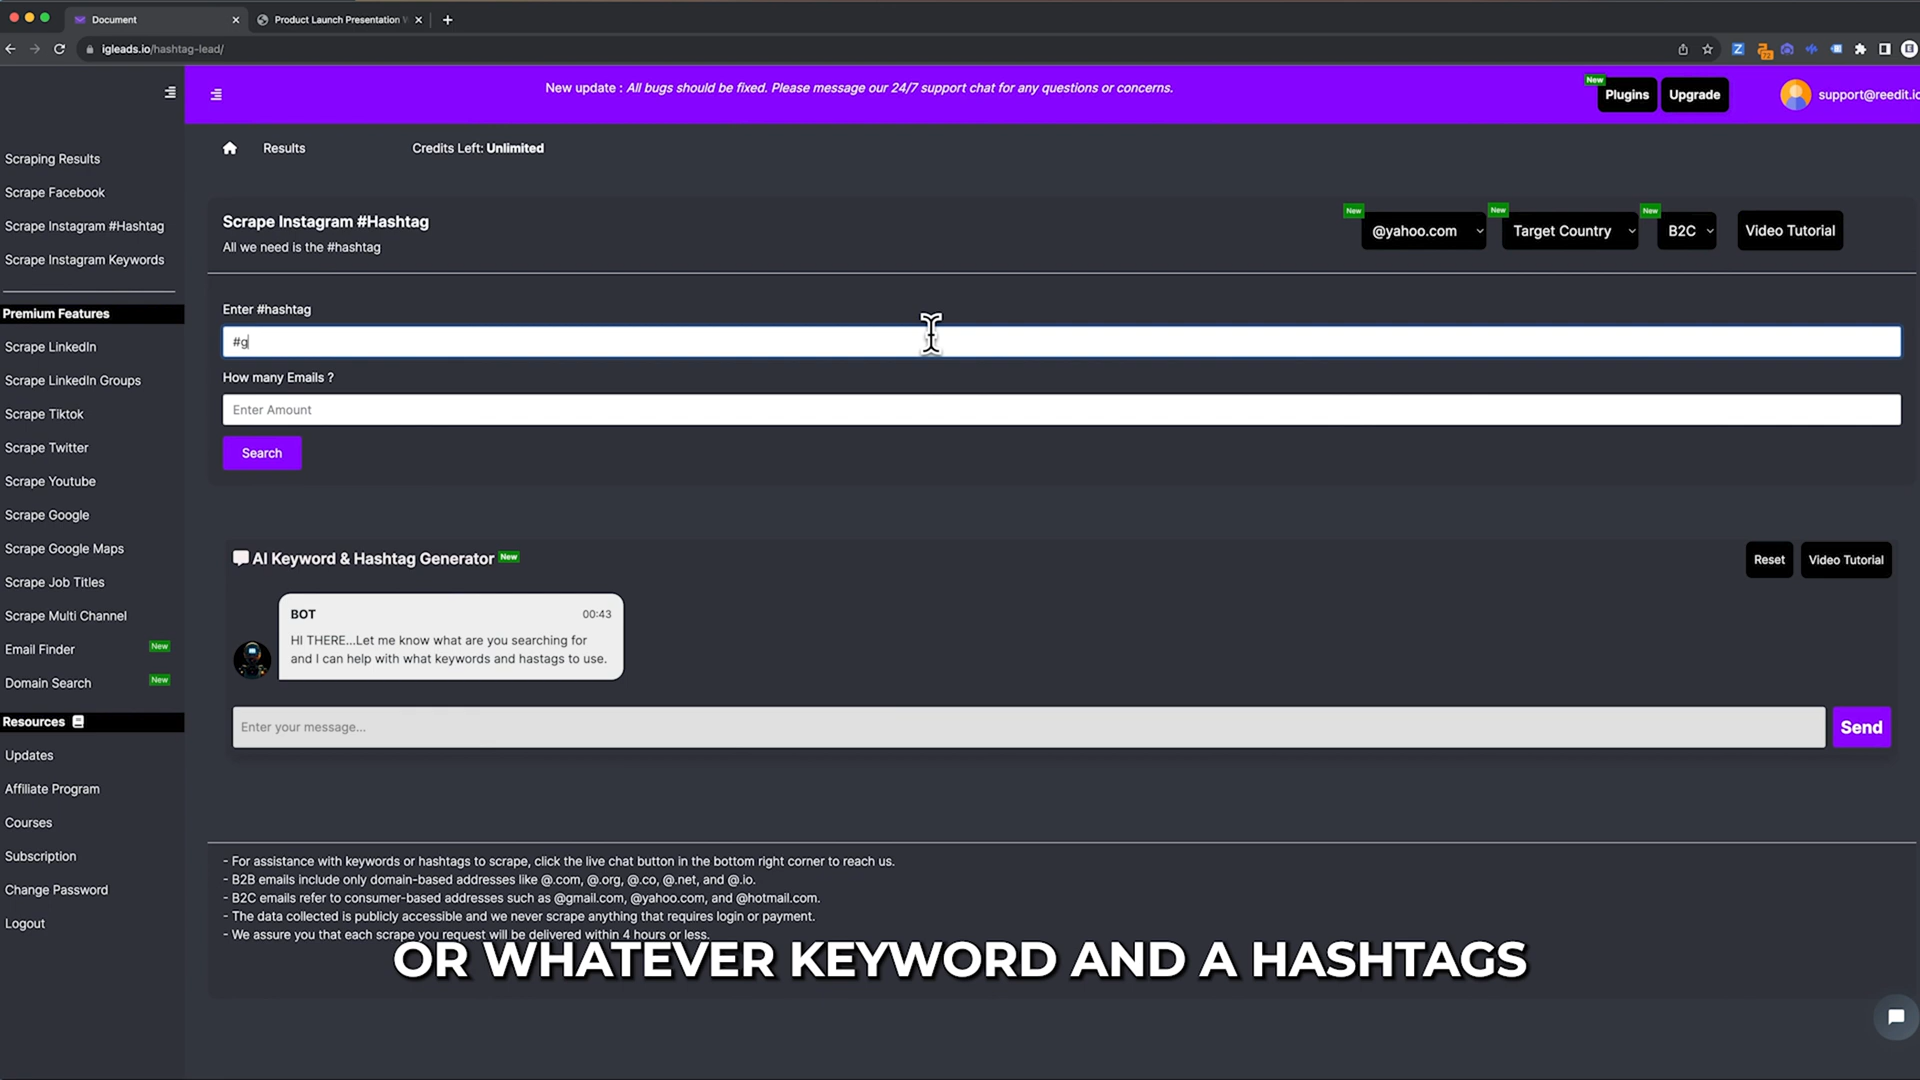 Document
Product Launch Presentation
igleads.io/hashtag-lead/
New update : All bugs should be fixed. Please message our 24/7 support chat for any questions or concerns.
New
Plugins
Upgrade
support@reedit.io
Results
Credits Left: Unlimited
Scraping Results
Scrape Facebook
Scrape Instagram #Hashtag
Scrape Instagram Keywords
Premium Features
Scrape LinkedIn
Scrape LinkedIn Groups
Scrape Tiktok
Scrape Twitter
Scrape Youtube
Scrape Google
Scrape Google Maps
Scrape Job Titles
Scrape Multi Channel
Email Finder New
Domain Search New
Resources
Updates
Affiliate Program
Courses
Subscription
Change Password
Logout
Scrape Instagram #Hashtag
All we need is the #hashtag
New
@yahoo.com
New
Target Country
New
B2C
Video Tutorial
Enter #hashtag
#g
How many Emails ?
Enter Amount
Search
AI Keyword & Hashtag Generator New
Reset
Video Tutorial
BOT 00:43
HI THERE...Let me know what are you searching for
and I can help with what keywords and hastags to use.
Enter your message...
Send
- For assistance with keywords or hashtags to scrape, click the live chat button in the bottom right corner to reach us.
- B2B emails include only domain-based addresses like @.com, @.org, @.co, @.net, and @.io.
- B2C emails refer to consumer-based addresses such as @gmail.com, @yahoo.com, and @hotmail.com.
- The data collected is publicly accessible and we never scrape anything that requires login or payment.
- We assure you that each scrape you request will be delivered within 4 hours or less.
OR WHATEVER KEYWORD AND A HASHTAGS